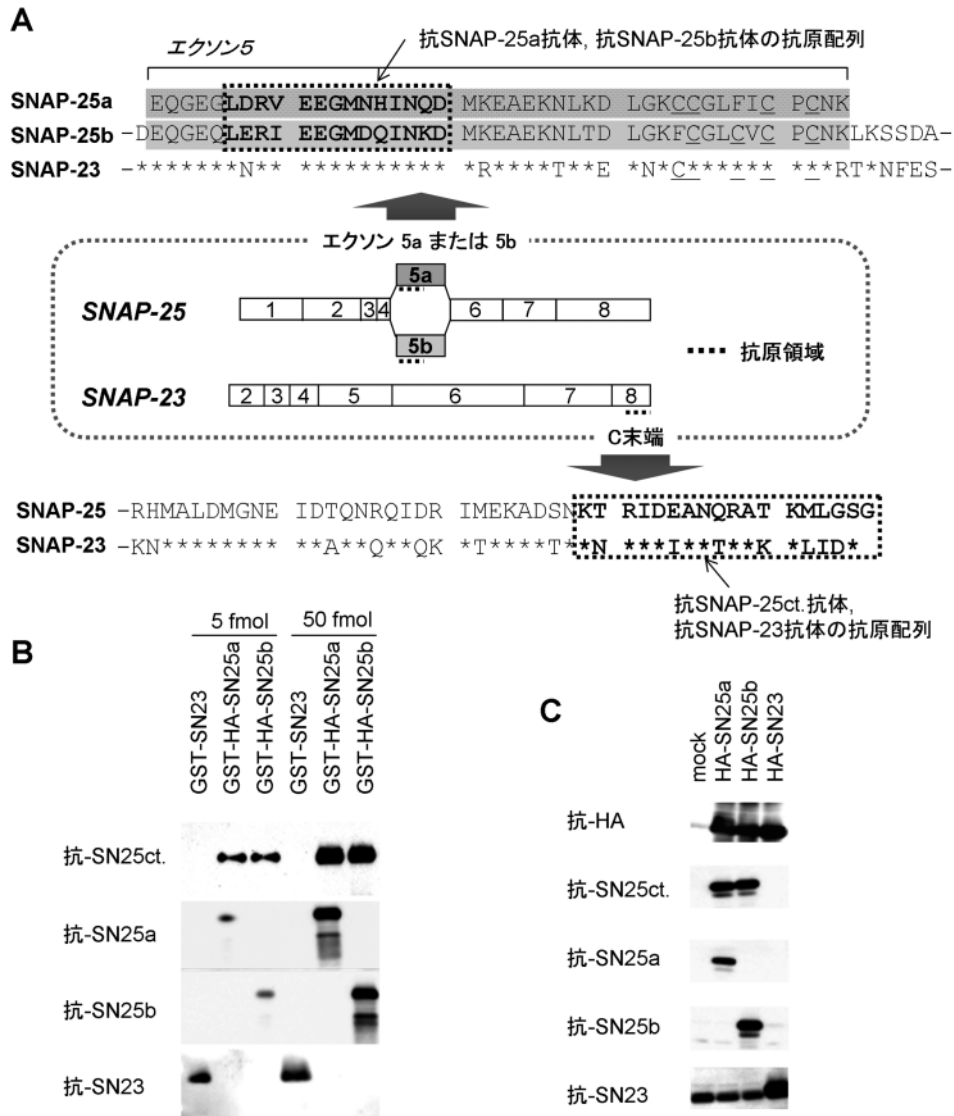 A
エクソン5
抗SNAP-25a抗体, 抗SNAP-25b抗体の抗原配列
SNAP-25a EQGEGLDRV EEGMNHINQD MKEAEKNLKD LGKCCGLFIC PCNK
SNAP-25b -DEQGEQLERI EEGMDQINKD MKEAEKNLTD LGKFCGLCVC PCNKLKSSDA-
SNAP-23 -*******N** ********** *R****T**E *N*C****** ****RT*NFES-
エクソン 5a または 5b
5a
SNAP-25 1 2 3 4 6 7 8
5b
抗原領域
SNAP-23 2 3 4 5 6 7 8
C末端
SNAP-25 -RHMALDMGNE IDTQNRQIDR IMEKADSNKT RIDEANQRAT KMLGSG
SNAP-23 -KN******** **A**Q**QK *T****T**N ***I**T**K *LID*
抗SNAP-25ct.抗体,
抗SNAP-23抗体の抗原配列
B
5 fmol 50 fmol
GST-SN23
GST-HA-SN25a
GST-HA-SN25b
GST-SN23
GST-HA-SN25a
GST-HA-SN25b
抗-SN25ct.
抗-SN25a
抗-SN25b
抗-SN23
C
mock
HA-SN25a
HA-SN25b
HA-SN23
抗-HA
抗-SN25ct.
抗-SN25a
抗-SN25b
抗-SN23